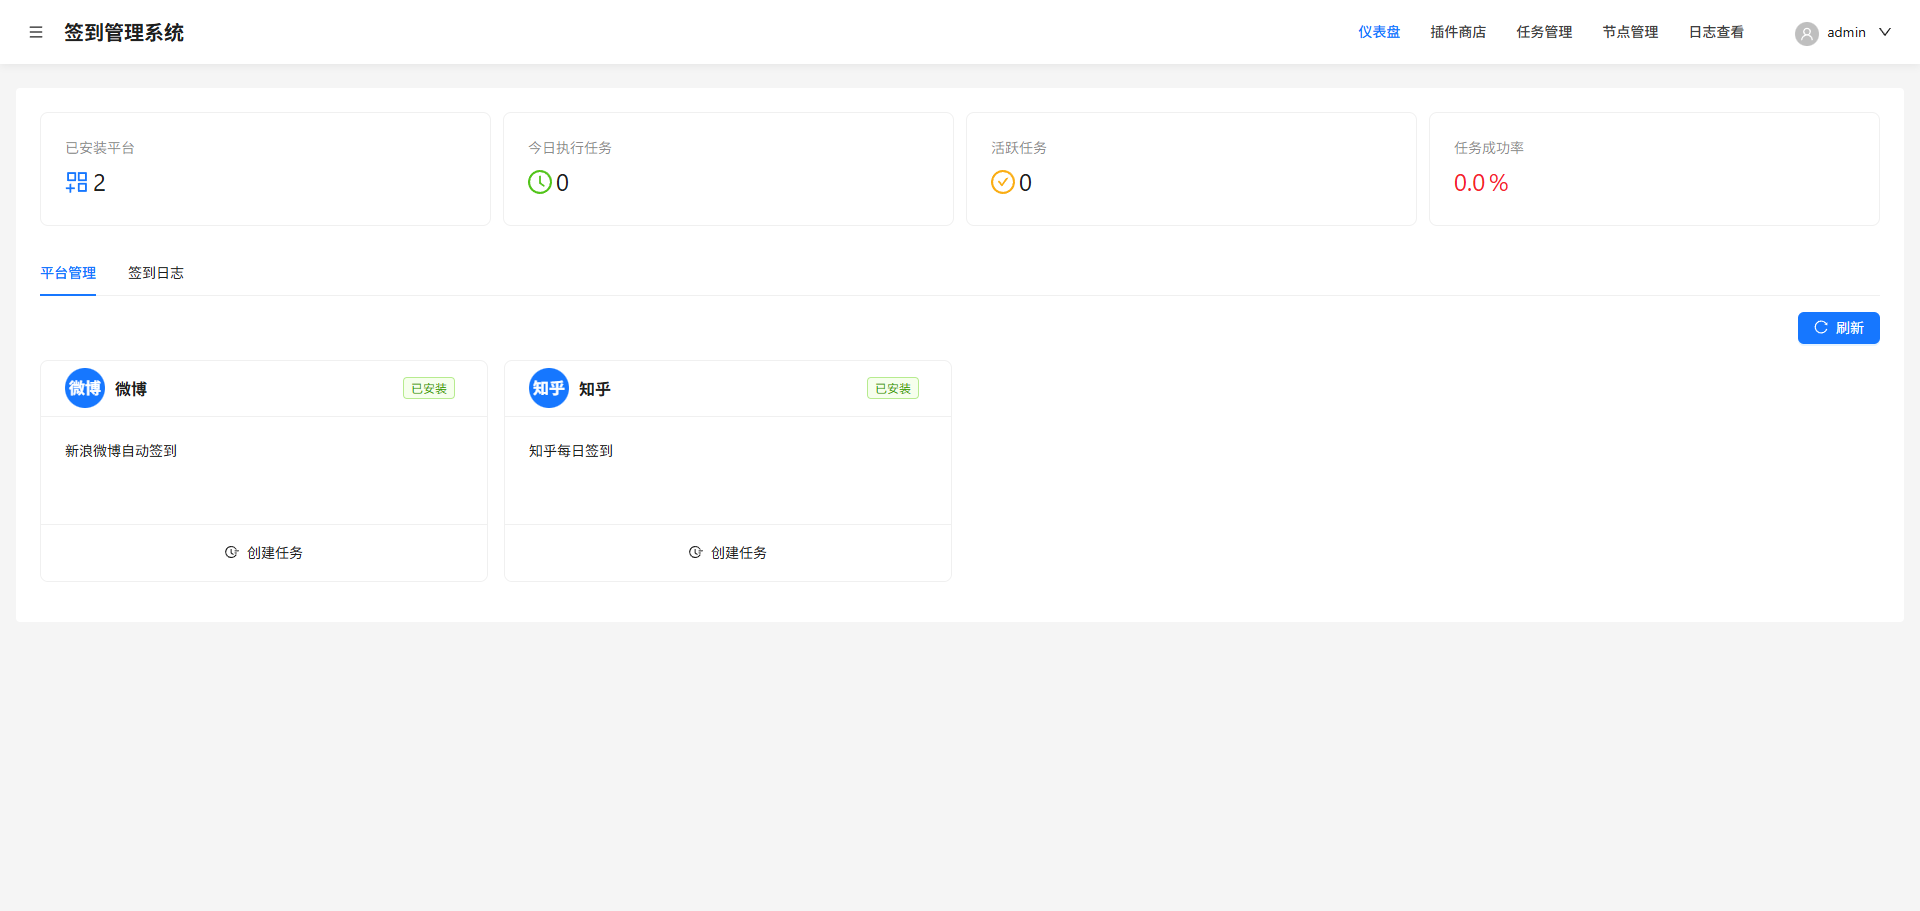 签到管理系统
仪表盘 插件商店 任务管理 节点管理 日志查看 admin
已安装平台
2
今日执行任务
0
活跃任务
0
任务成功率
0.0 %
平台管理 签到日志
刷新
微博 微博 已安装
新浪微博自动签到
创建任务
知乎 知乎 已安装
知乎每日签到
创建任务